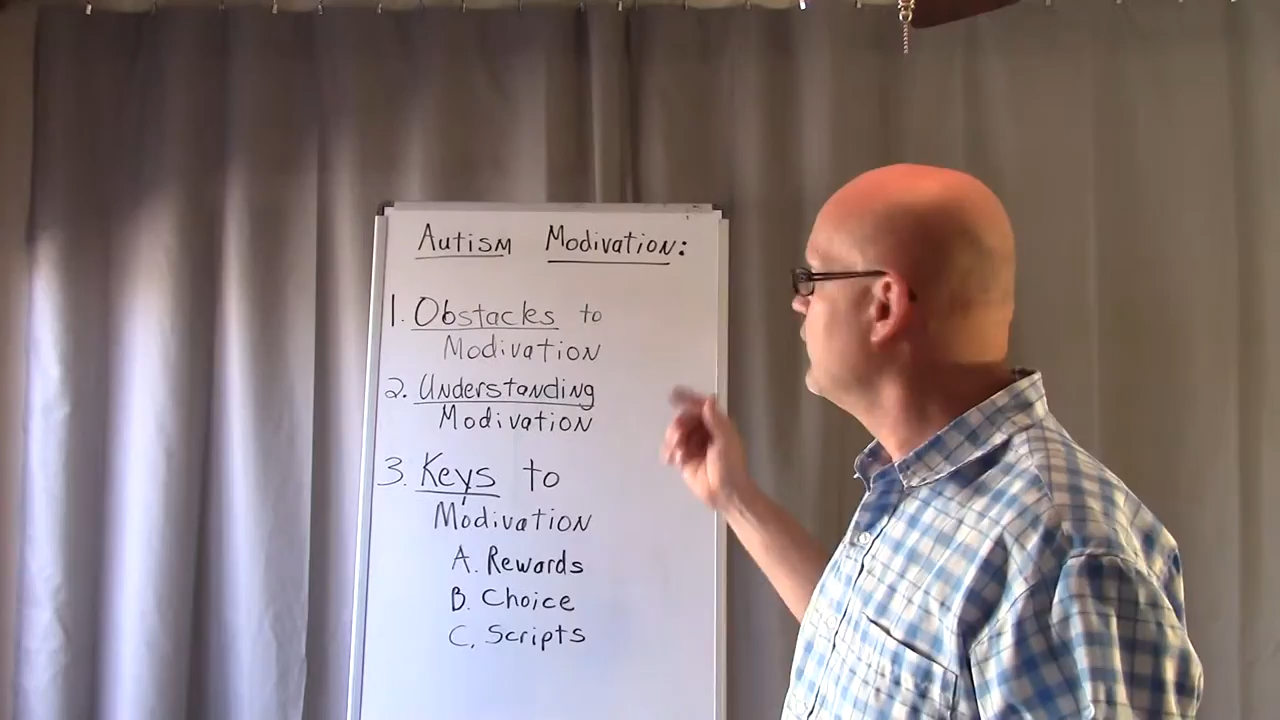 Autism Modivation:
1. Obstacles to
Modivation
2. Understanding
Modivation
3. Keys to
Modivation
A. Rewards
B. Choice
C. Scripts